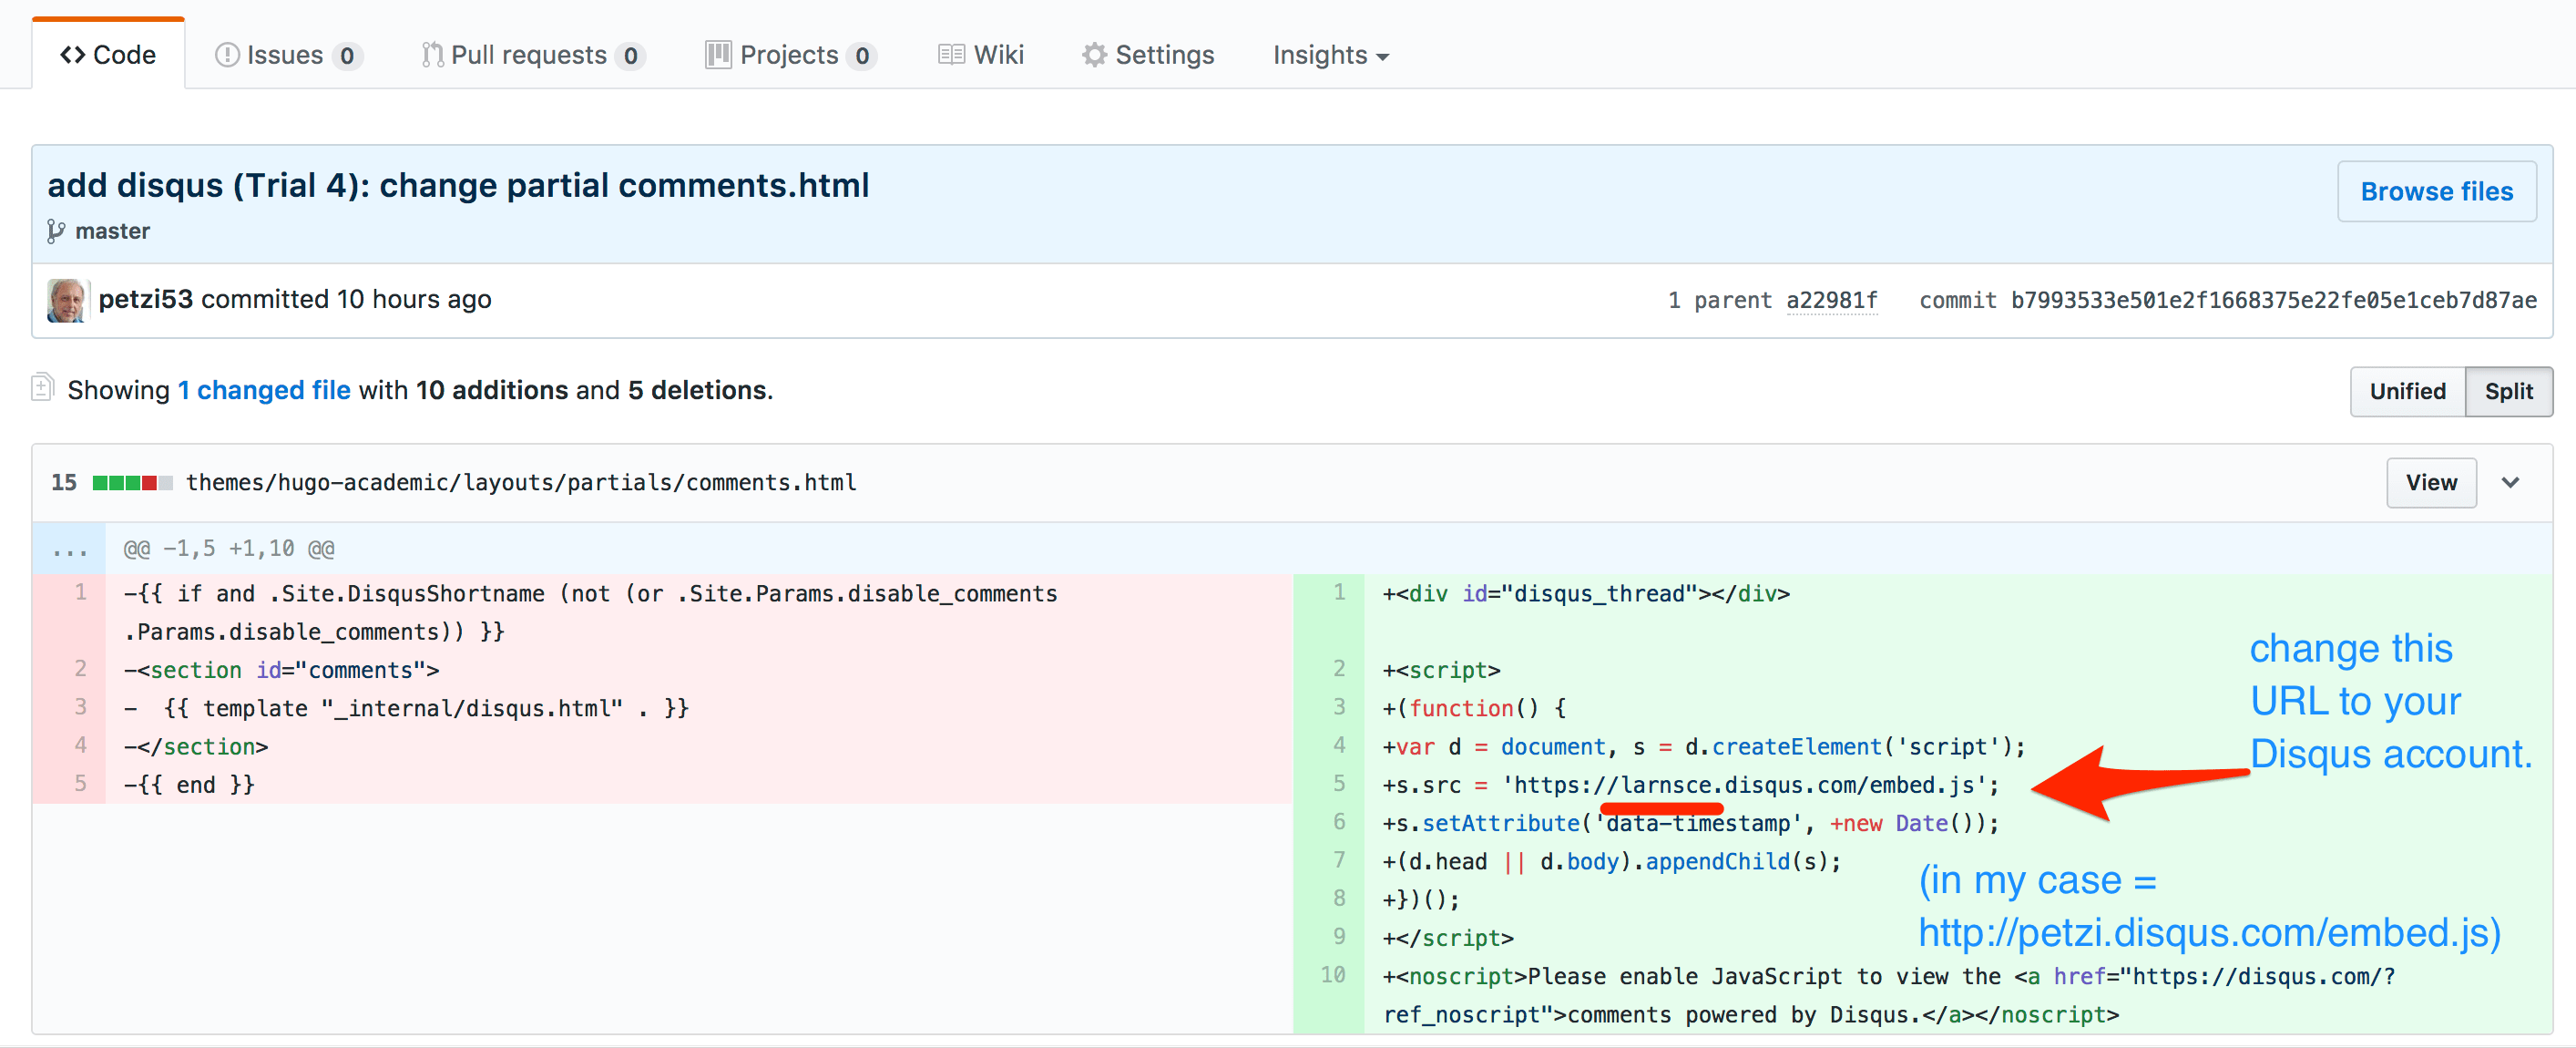 <> Code Issues 0 Pull requests 0 Projects 0 Wiki Settings Insights
add disqus (Trial 4): change partial comments.html
Browse files
master
petzi53 committed 10 hours ago
1 parent a22981f commit b7993533e501e2f1668375e22fe05e1ceb7d87ae
Showing 1 changed file with 10 additions and 5 deletions.
Unified Split
15 themes/hugo-academic/layouts/partials/comments.html
View
... @@ -1,5 +1,10 @@
1 -{{ if and .Site.DisqusShortname (not (or .Site.Params.disable_comments
.Params.disable_comments)) }}
2 -<section id="comments">
3 -  {{ template "_internal/disqus.html" . }}
4 -</section>
5 -{{ end }}
1 +<div id="disqus_thread"></div>
2 +<script>
3 +(function() {
4 +var d = document, s = d.createElement('script');
5 +s.src = 'https://larnsce.disqus.com/embed.js';
6 +s.setAttribute('data-timestamp', +new Date());
7 +(d.head || d.body).appendChild(s);
8 +})();
9 +</script>
10 +<noscript>Please enable JavaScript to view the <a href="https://disqus.com/?
ref_noscript">comments powered by Disqus.</a></noscript>
change this
URL to your
Disqus account.
(in my case =
http://petzi.disqus.com/embed.js)